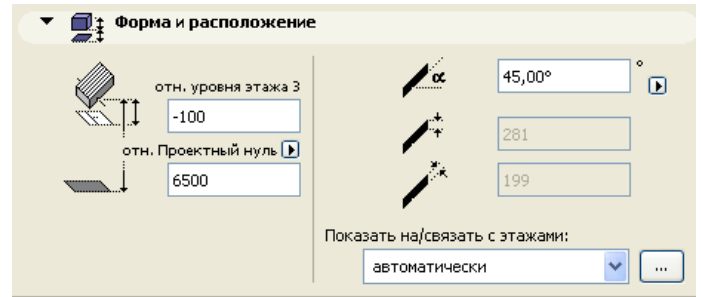 Форма и расположение
отн. уровня этажа 3
-100
отн. Проектный нуль
6500
α
45,00°
°
281
199
Показать на/связать с этажами:
автоматически
...